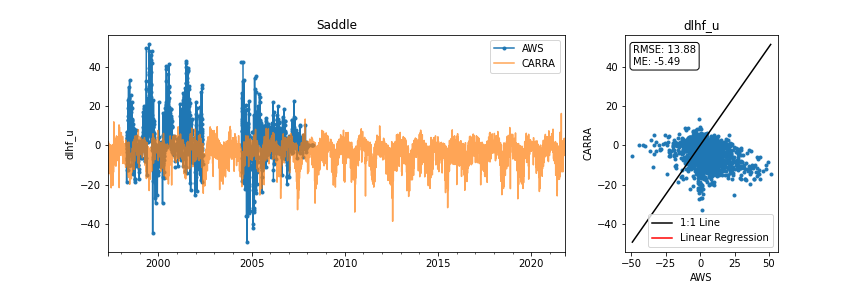 Saddle
AWS
CARRA
dlhf_u
40
20
0
−20
−40
2000
2005
2010
2015
2020
dlhf_u
RMSE: 13.88
ME: -5.49
CARRA
40
20
0
−20
−40
1:1 Line
Linear Regression
−50
−25
0
25
50
AWS